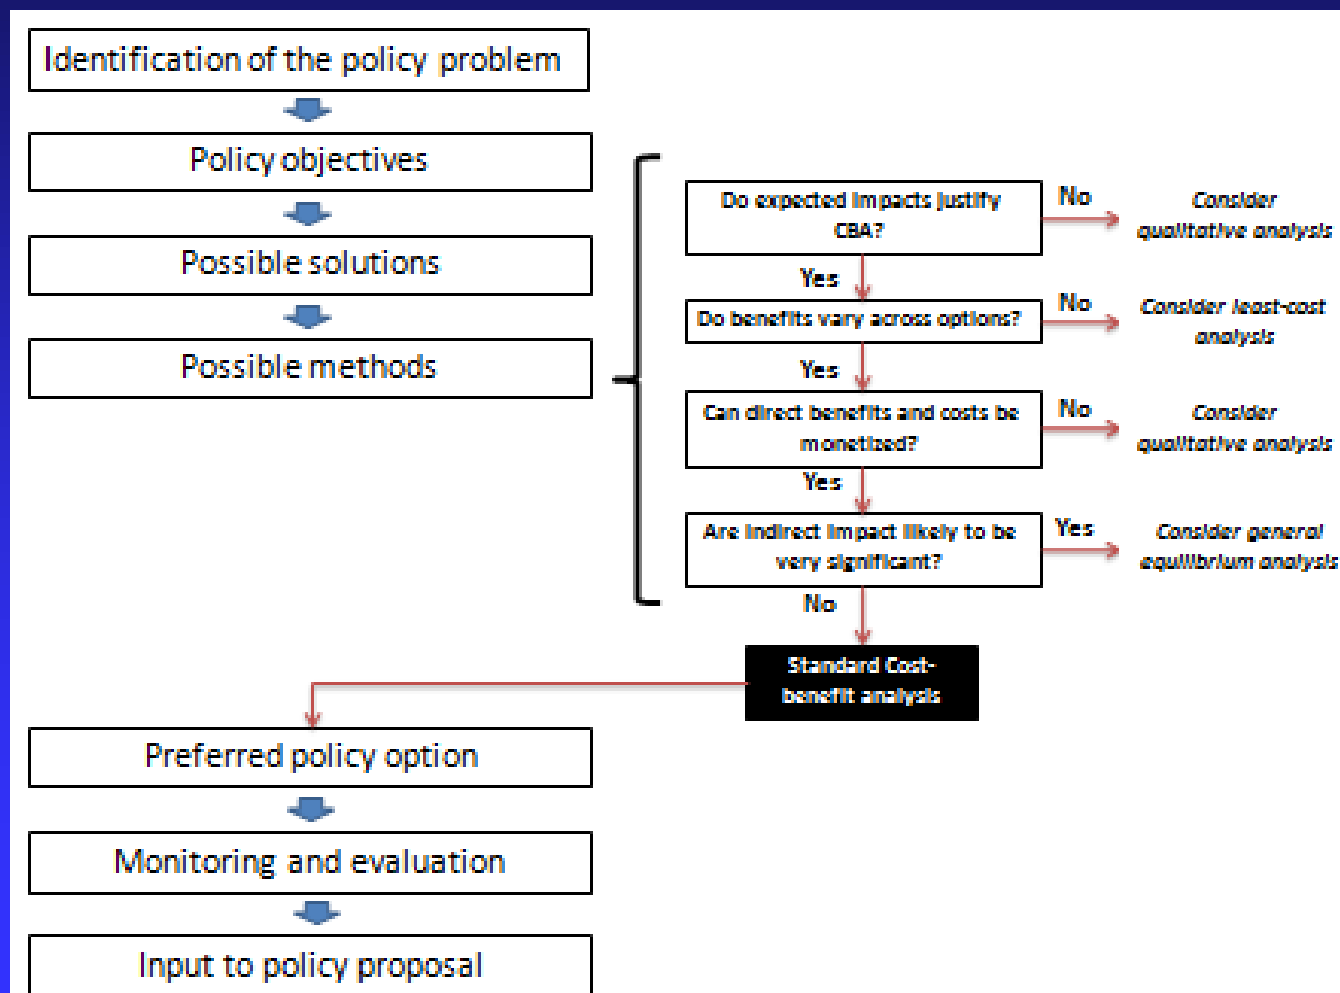 Identification of the policy problem
Policy objectives
Possible solutions
Possible methods
Do expected impacts justify
CBA?
No
Consider
qualitative analysis
Yes
Do benefits vary across options?
No
Consider least-cost
analysis
Yes
Can direct benefits and costs be
monetized?
No
Consider
qualitative analysis
Yes
Are indirect impact likely to be
very significant?
Yes
Consider general
equilibrium analysis
No
Standard Cost-
benefit analysis
Preferred policy option
Monitoring and evaluation
Input to policy proposal